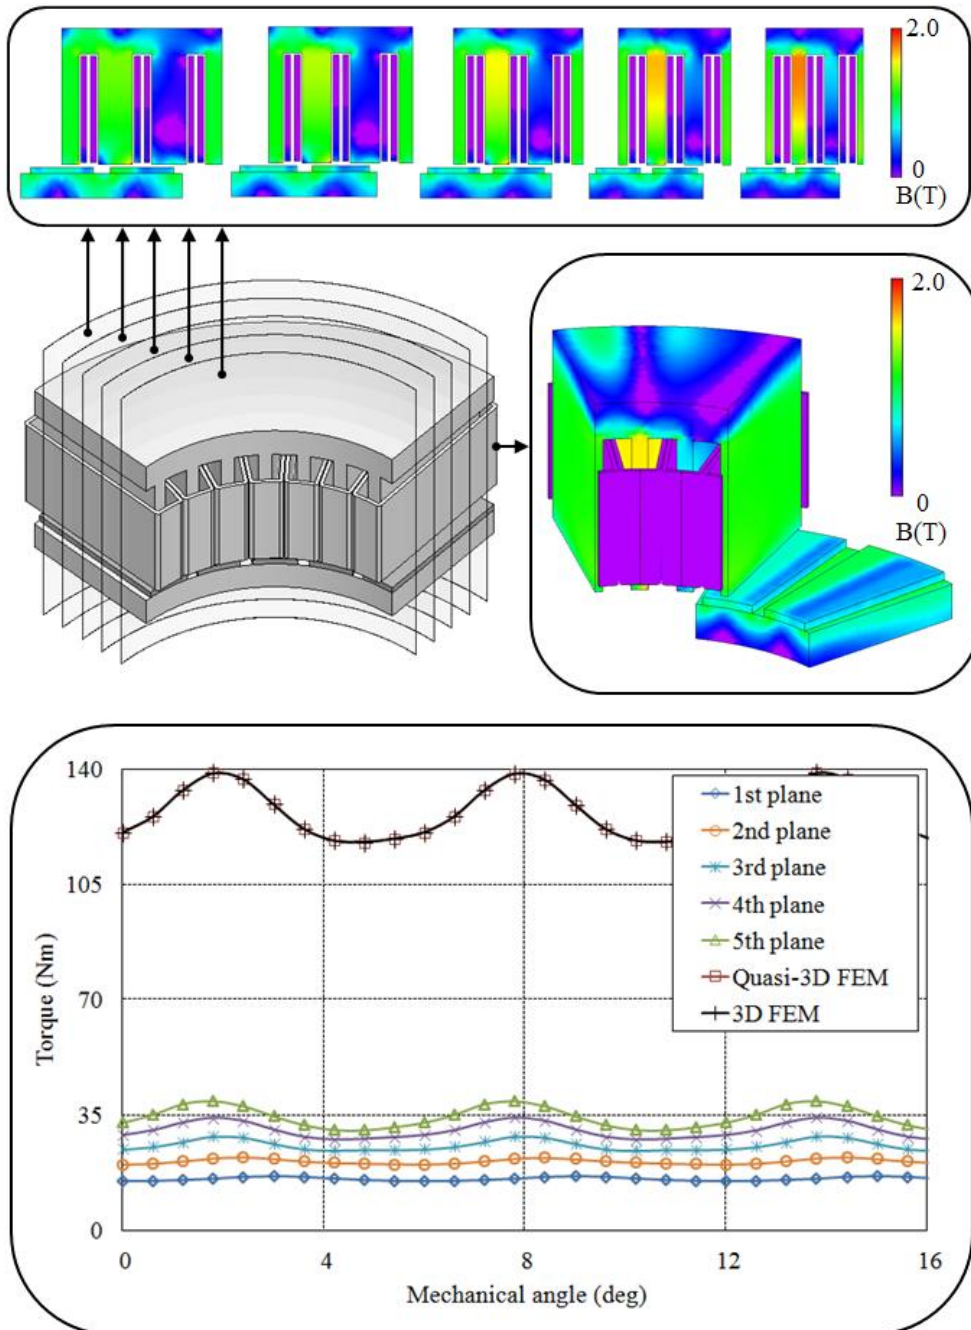 2.0
0
B(T)
2.0
0
B(T)
140
105
70
35
0
Torque (Nm)
0
4
8
12
16
Mechanical angle (deg)
1st plane
2nd plane
3rd plane
4th plane
5th plane
Quasi-3D FEM
3D FEM